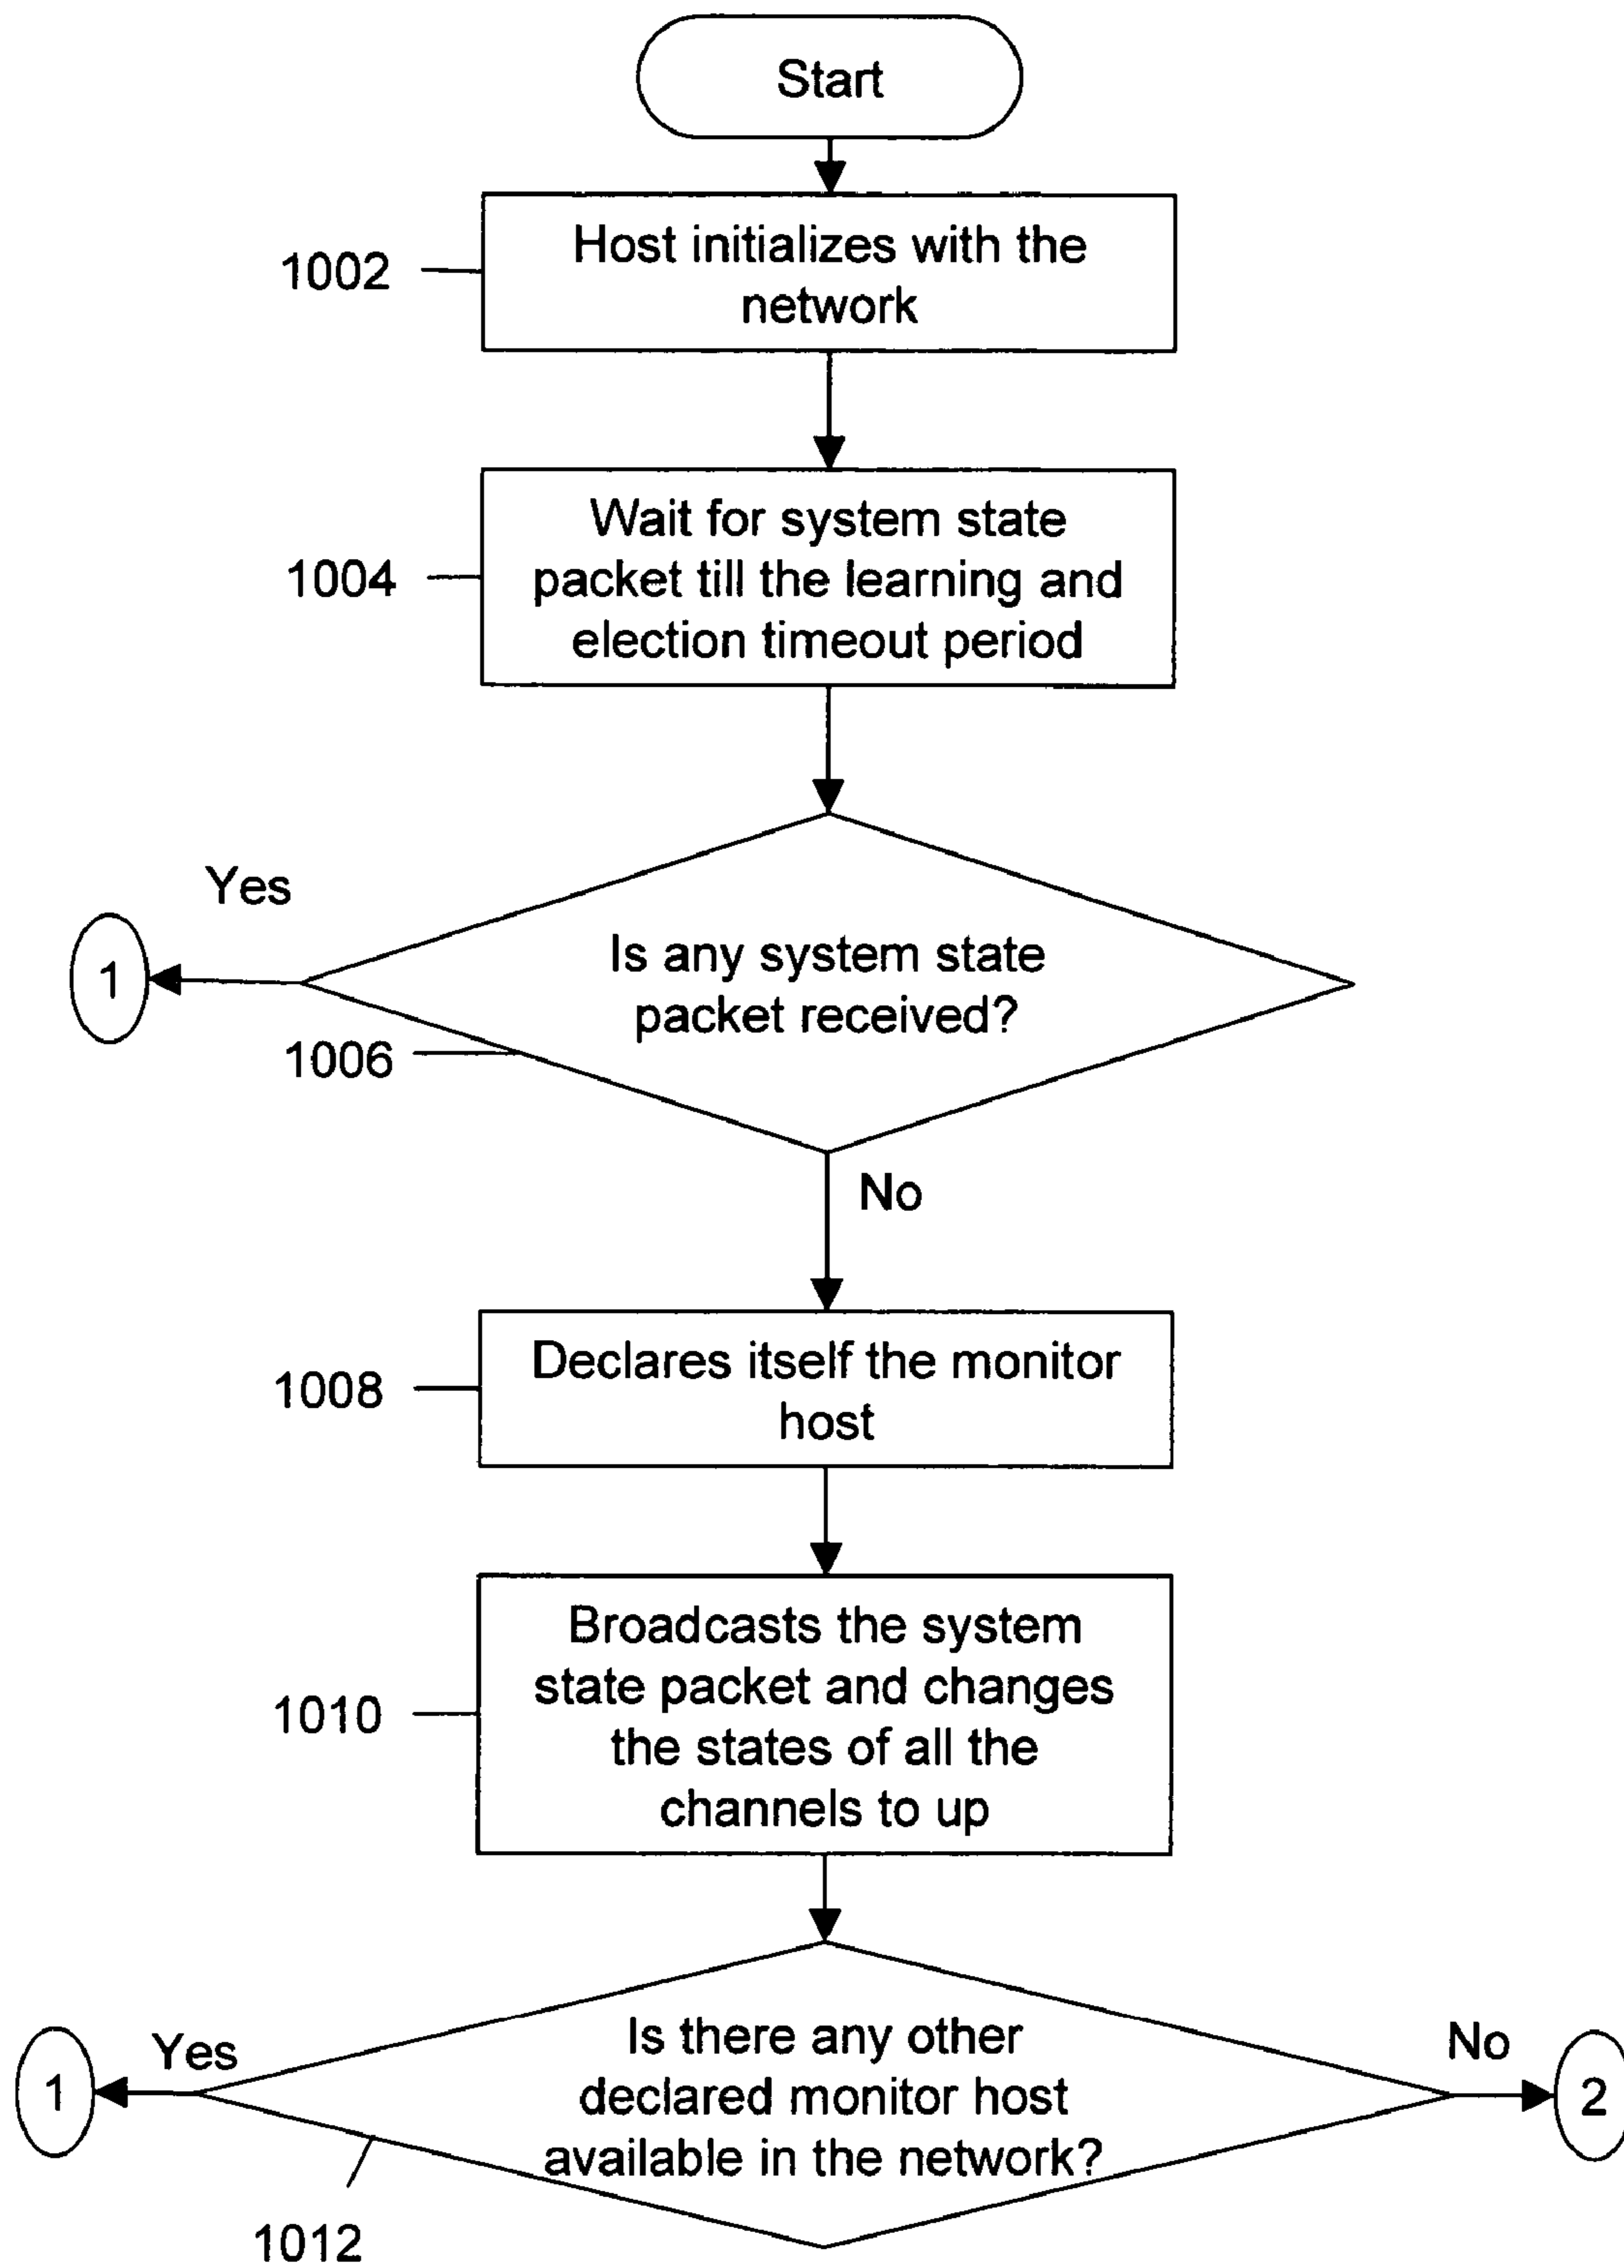 Start
1002
Host initializes with the
network
1004
Wait for system state
packet till the learning and
election timeout period
Yes
1
Is any system state
packet received?
1006
No
1008
Declares itself the monitor
host
1010
Broadcasts the system
state packet and changes
the states of all the
channels to up
Yes
1
Is there any other
declared monitor host
available in the network?
No
2
1012